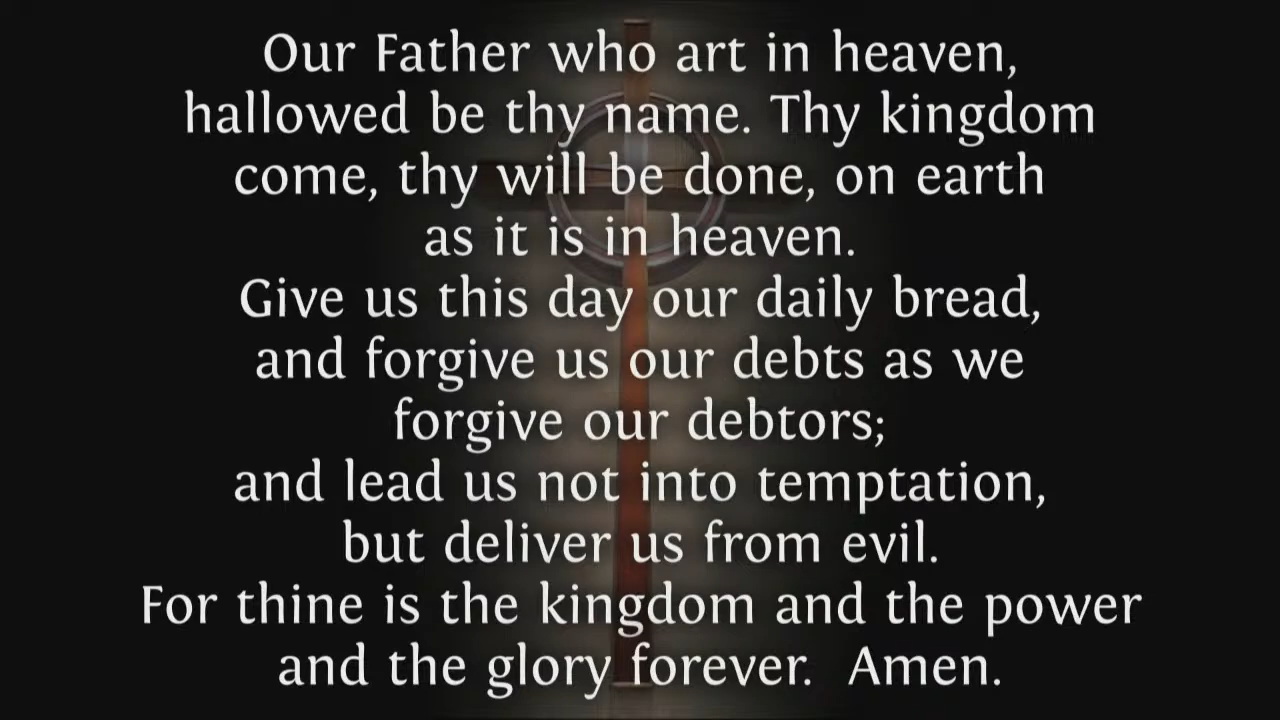 Our Father who art in heaven,
hallowed be thy name. Thy kingdom
come, thy will be done, on earth
as it is in heaven.
Give us this day our daily bread,
and forgive us our debts as we
forgive our debtors;
and lead us not into temptation,
but deliver us from evil.
For thine is the kingdom and the power
and the glory forever.  Amen.